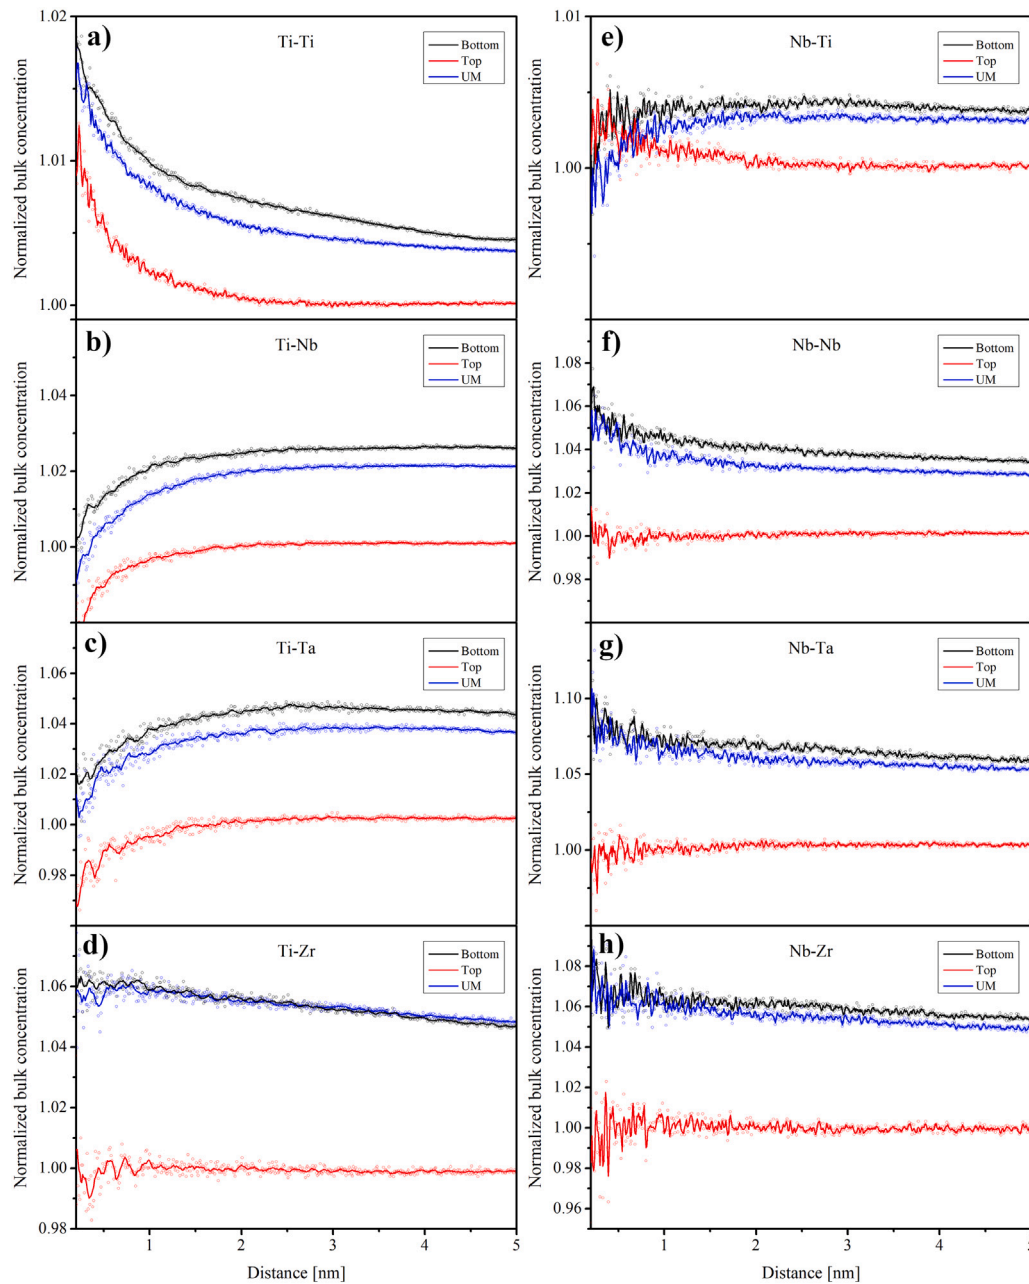 a)
Ti-Ti
Bottom
Top
UM
1.02
1.01
1.00
Normalized bulk concentration
b)
Ti-Nb
Bottom
Top
UM
1.04
1.02
1.00
Normalized bulk concentration
c)
Ti-Ta
Bottom
Top
UM
1.06
1.04
1.02
1.00
0.98
Normalized bulk concentration
d)
Ti-Zr
Bottom
Top
UM
1.06
1.04
1.02
1.00
0.98
Normalized bulk concentration
1 2 3 4 5
Distance [nm]
e)
Nb-Ti
Bottom
Top
UM
1.01
1.00
Normalized bulk concentration
f)
Nb-Nb
Bottom
Top
UM
1.08
1.06
1.04
1.02
1.00
0.98
Normalized bulk concentration
g)
Nb-Ta
Bottom
Top
UM
1.10
1.05
1.00
Normalized bulk concentration
h)
Nb-Zr
Bottom
Top
UM
1.08
1.06
1.04
1.02
1.00
0.98
0.96
Normalized bulk concentration
1 2 3 4 5
Distance [nm]